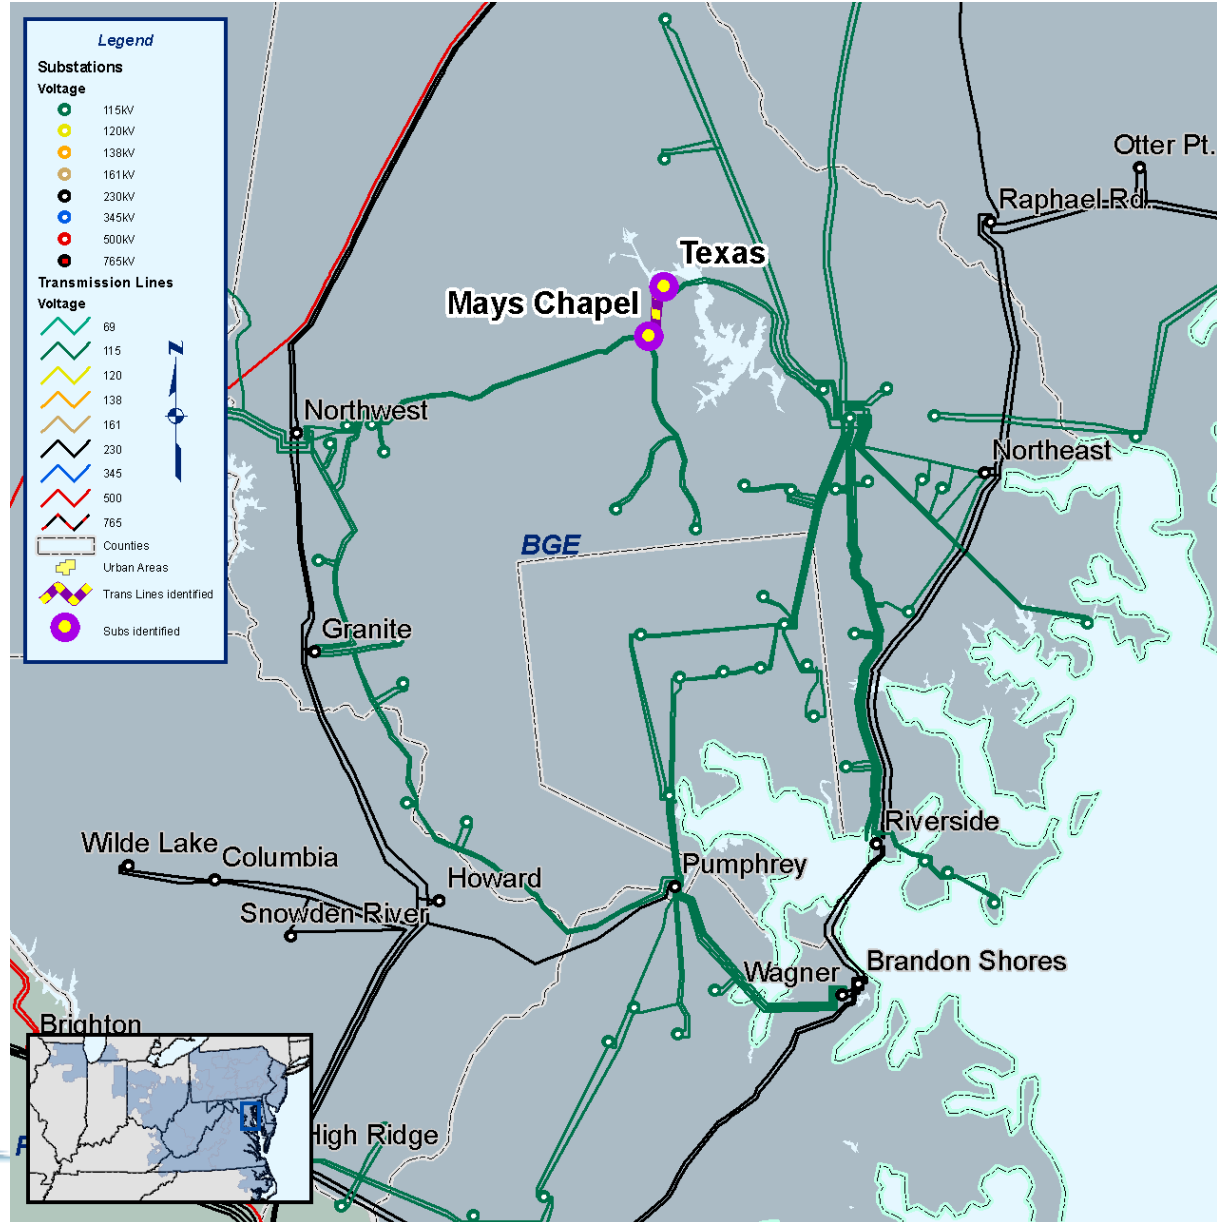 Legend
Substations
Voltage
115kV
120kV
138kV
161kV
230kV
345kV
500kV
765kV
Transmission Lines
Voltage
69
115
120
138
161
230
345
500
765
Counties
Urban Areas
Trans Lines identified
Subs identified
N
Otter Pt.
Raphael Rd.
Texas
Mays Chapel
Northwest
Northeast
BGE
Granite
Riverside
Wilde Lake
Columbia
Howard
Pumphrey
Snowden River
Wagner
Brandon Shores
Brighton
High Ridge